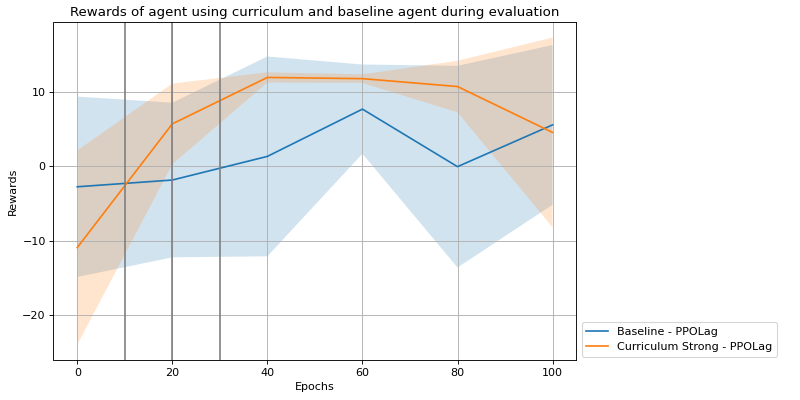 Rewards of agent using curriculum and baseline agent during evaluation
10
0
−10
−20
Rewards
0 20 40 60 80 100
Epochs
Baseline - PPOLag
Curriculum Strong - PPOLag